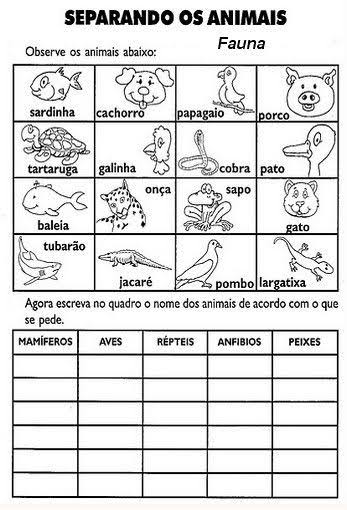 SEPARANDO OS ANIMAIS
Fauna
Observe os animais abaixo:
sardinha cachorro papagaio porco
tartaruga galinha cobra pato
baleia onça sapo gato
tubarão jacaré pombo largatixa
Agora escreva no quadro o nome dos animais de acordo com o que
se pede.
MAMÍFEROS AVES RÉPTEIS ANFIBIOS PEIXES